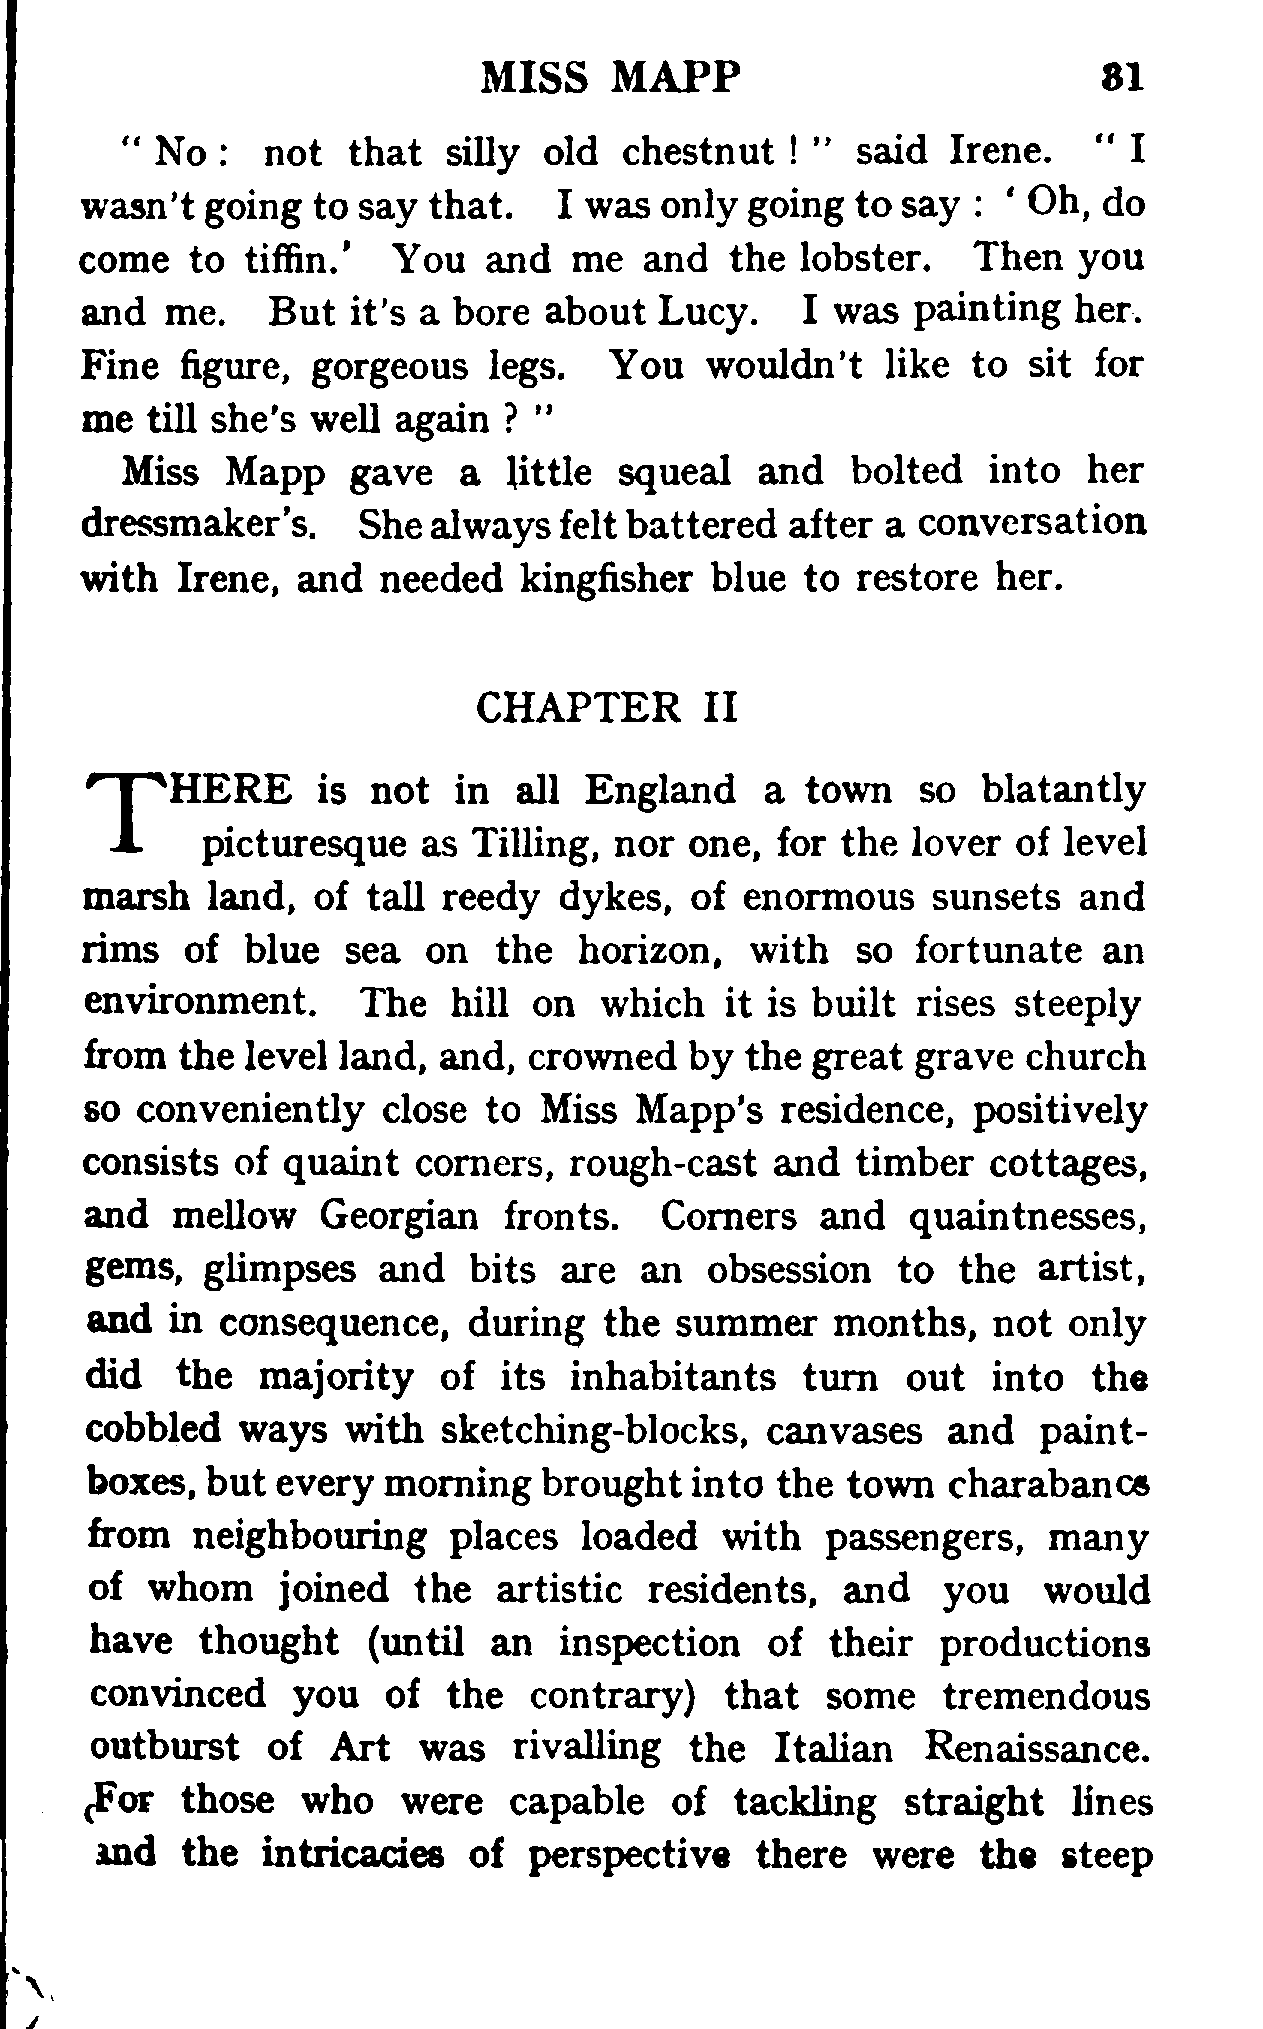 MISS MAPP 31
" No : not that silly old chestnut ! " said Irene. " I
wasn't going to say that. I was only going to say : ' Oh, do
come to tiffin.' You and me and the lobster. Then you
and me. But it's a bore about Lucy. I was painting her.
Fine figure, gorgeous legs. You wouldn't like to sit for
me till she's well again ? "
Miss Mapp gave a little squeal and bolted into her
dressmaker's. She always felt battered after a conversation
with Irene, and needed kingfisher blue to restore her.
CHAPTER II
THERE is not in all England a town so blatantly
picturesque as Tilling, nor one, for the lover of level
marsh land, of tall reedy dykes, of enormous sunsets and
rims of blue sea on the horizon, with so fortunate an
environment. The hill on which it is built rises steeply
from the level land, and, crowned by the great grave church
so conveniently close to Miss Mapp's residence, positively
consists of quaint corners, rough-cast and timber cottages,
and mellow Georgian fronts. Corners and quaintnesses,
gems, glimpses and bits are an obsession to the artist,
and in consequence, during the summer months, not only
did the majority of its inhabitants turn out into the
cobbled ways with sketching-blocks, canvases and paint-
boxes, but every morning brought into the town charabancs
from neighbouring places loaded with passengers, many
of whom joined the artistic residents, and you would
have thought (until an inspection of their productions
convinced you of the contrary) that some tremendous
outburst of Art was rivalling the Italian Renaissance.
For those who were capable of tackling straight lines
and the intricacies of perspective there were the steep